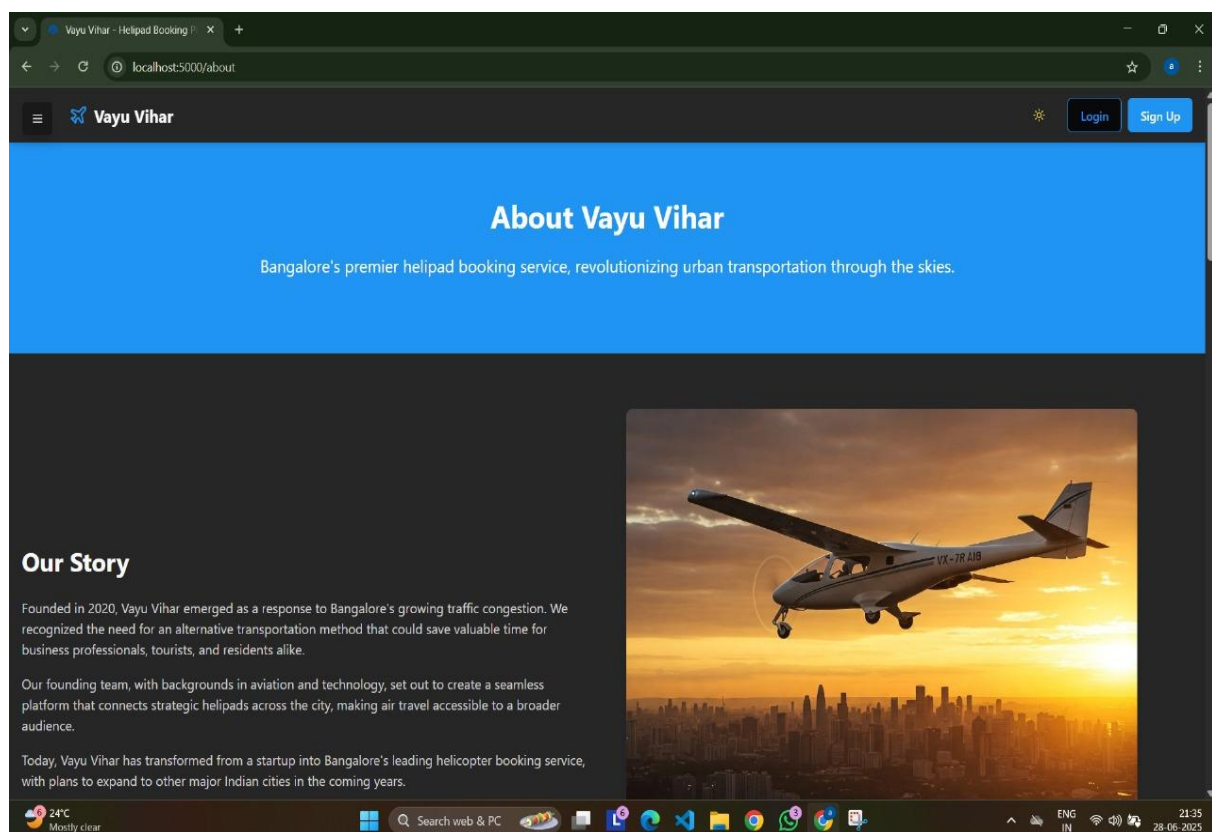 Vayu Vihar - Helipad Booking P
localhost:5000/about
a
Vayu Vihar
Login
Sign Up
About Vayu Vihar
Bangalore's premier helipad booking service, revolutionizing urban transportation through the skies.
Our Story
Founded in 2020, Vayu Vihar emerged as a response to Bangalore's growing traffic congestion. We
recognized the need for an alternative transportation method that could save valuable time for
business professionals, tourists, and residents alike.
Our founding team, with backgrounds in aviation and technology, set out to create a seamless
platform that connects strategic helipads across the city, making air travel accessible to a broader
audience.
Today, Vayu Vihar has transformed from a startup into Bangalore's leading helicopter booking service,
with plans to expand to other major Indian cities in the coming years.
6
24°C
Mostly clear
Search web & PC
6
3
ENG
IN
21:35
28-06-2025